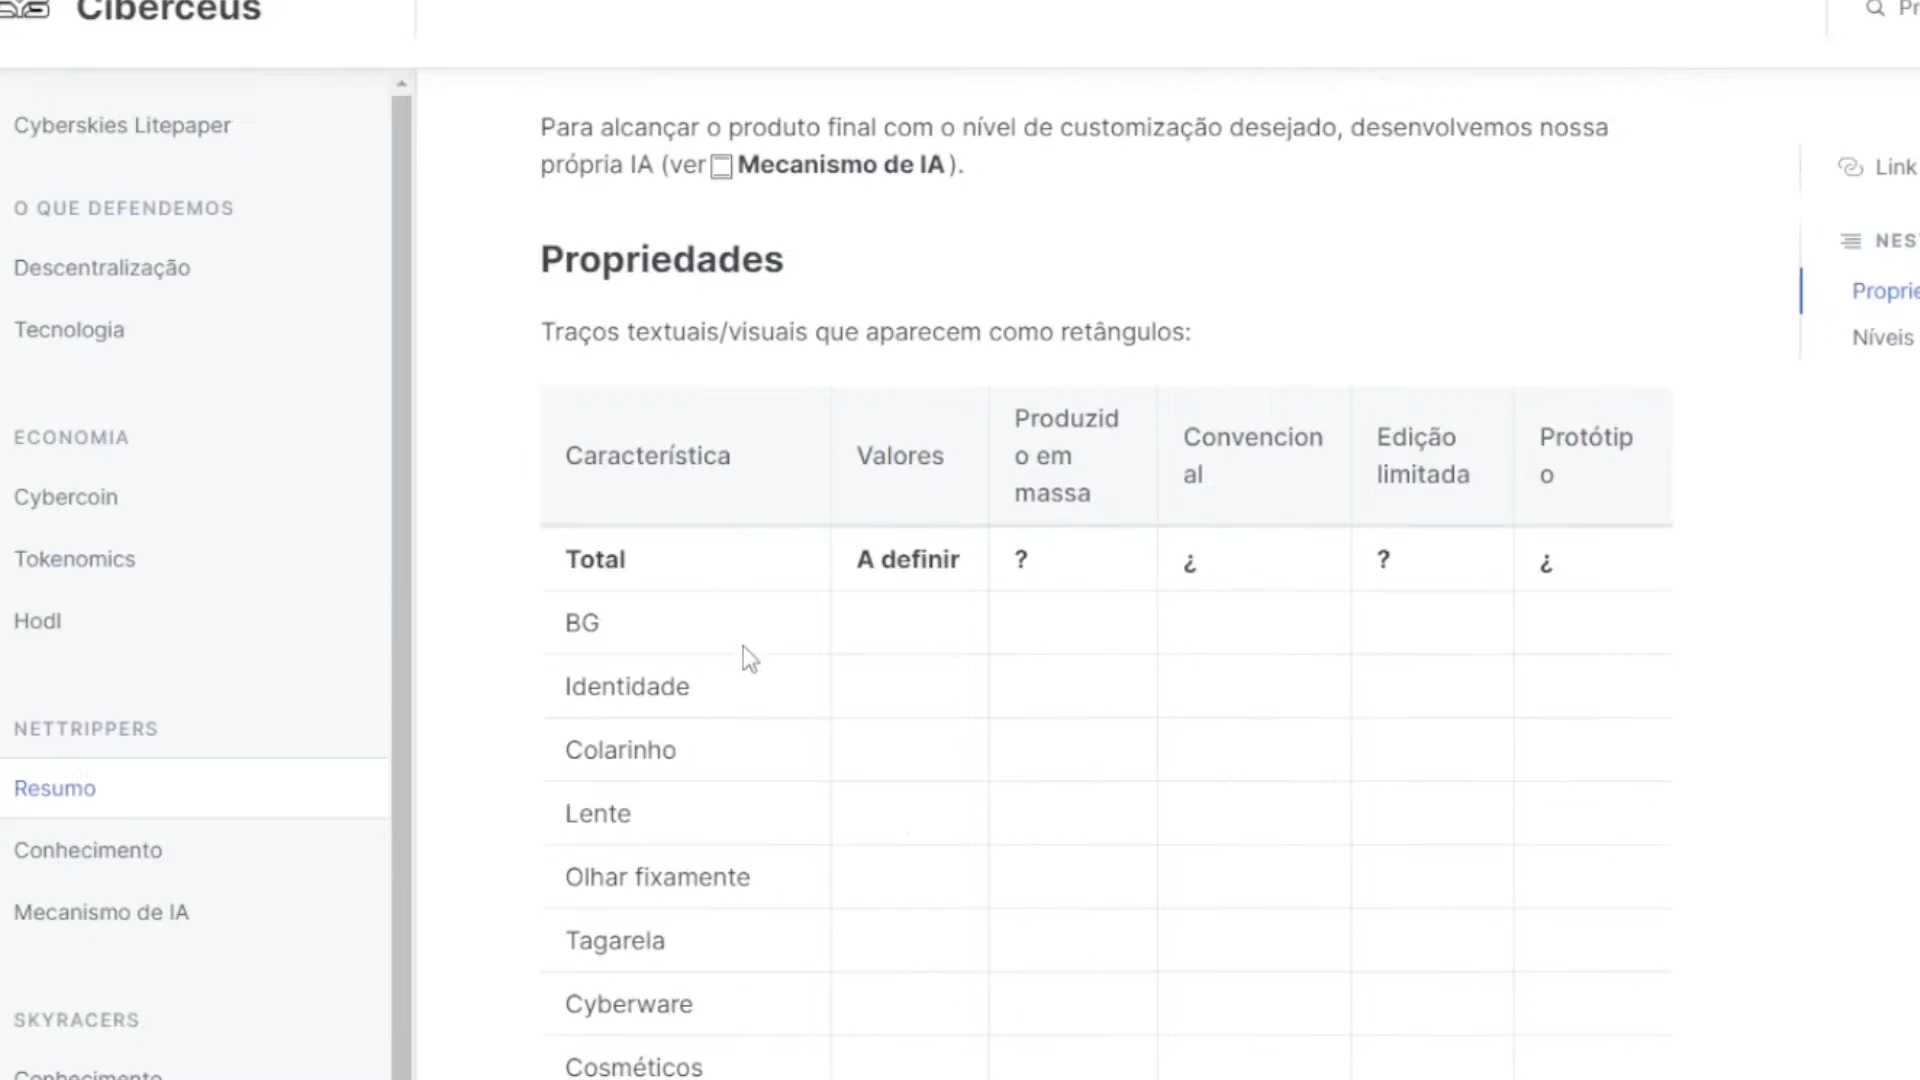 Ciberceus
Cyberskies Litepaper
O QUE DEFENDEMOS
Descentralização
Tecnologia
ECONOMIA
Cybercoin
Tokenomics
Hodl
NETTRIPPERS
Resumo
Conhecimento
Mecanismo de IA
SKYRACERS
Conhecimento
Para alcançar o produto final com o nível de customização desejado, desenvolvemos nossa
própria IA (ver Mecanismo de IA).
Propriedades
Traços textuais/visuais que aparecem como retângulos:
Característica
Valores
Produzid
o em
massa
Convencion
al
Edição
limitada
Protótip
o
Total A definir ? ¿ ? ¿
BG
Identidade
Colarinho
Lente
Olhar fixamente
Tagarela
Cyberware
Cosméticos
Link
Níveis